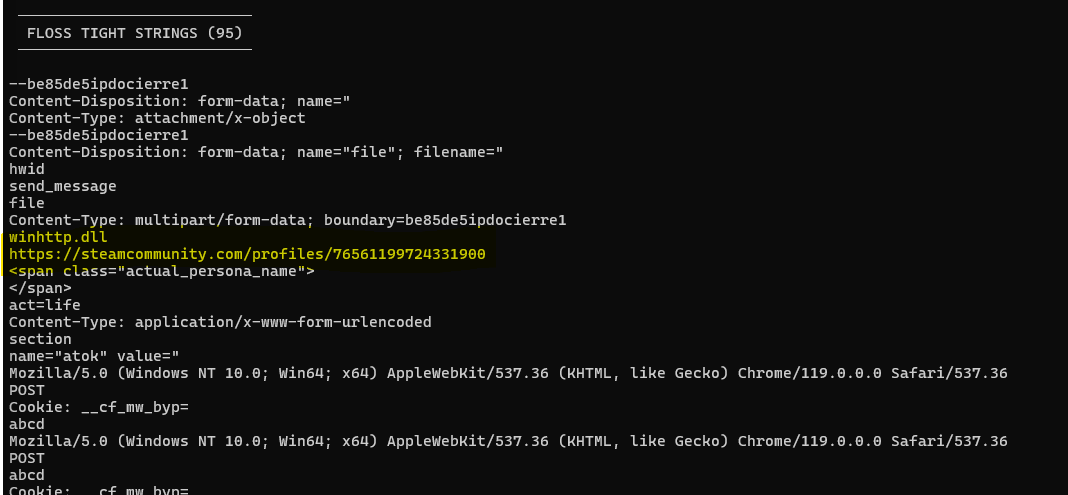 FLOSS TIGHT STRINGS (95)
--be85de5ipdocierre1
Content-Disposition: form-data; name="
Content-Type: attachment/x-object
--be85de5ipdocierre1
Content-Disposition: form-data; name="file"; filename="
hwid
send_message
file
Content-Type: multipart/form-data; boundary=be85de5ipdocierre1
winhttp.dll
https://steamcommunity.com/profiles/76561199724331900
<span class="actual_persona_name">
</span>
act=life
Content-Type: application/x-www-form-urlencoded
section
name="atok" value="
Mozilla/5.0 (Windows NT 10.0; Win64; x64) AppleWebKit/537.36 (KHTML, like Gecko) Chrome/119.0.0.0 Safari/537.36
POST
Cookie: __cf_mw_byp=
abcd
Mozilla/5.0 (Windows NT 10.0; Win64; x64) AppleWebKit/537.36 (KHTML, like Gecko) Chrome/119.0.0.0 Safari/537.36
POST
abcd
Cookie: __cf_mw_byp=